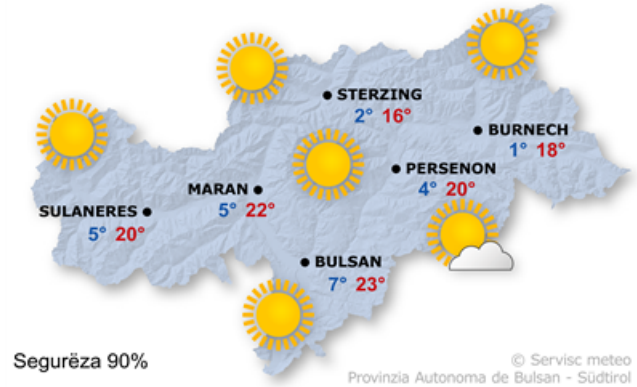 STERZING
2° 16°
BURNECH
1° 18°
PERSENON
4° 20°
MARAN
5° 22°
SULANERES
5° 20°
BULSAN
7° 23°
Segurëza 90%
© Servisc meteo
Provinzia Autonoma de Bulsan - Südtirol